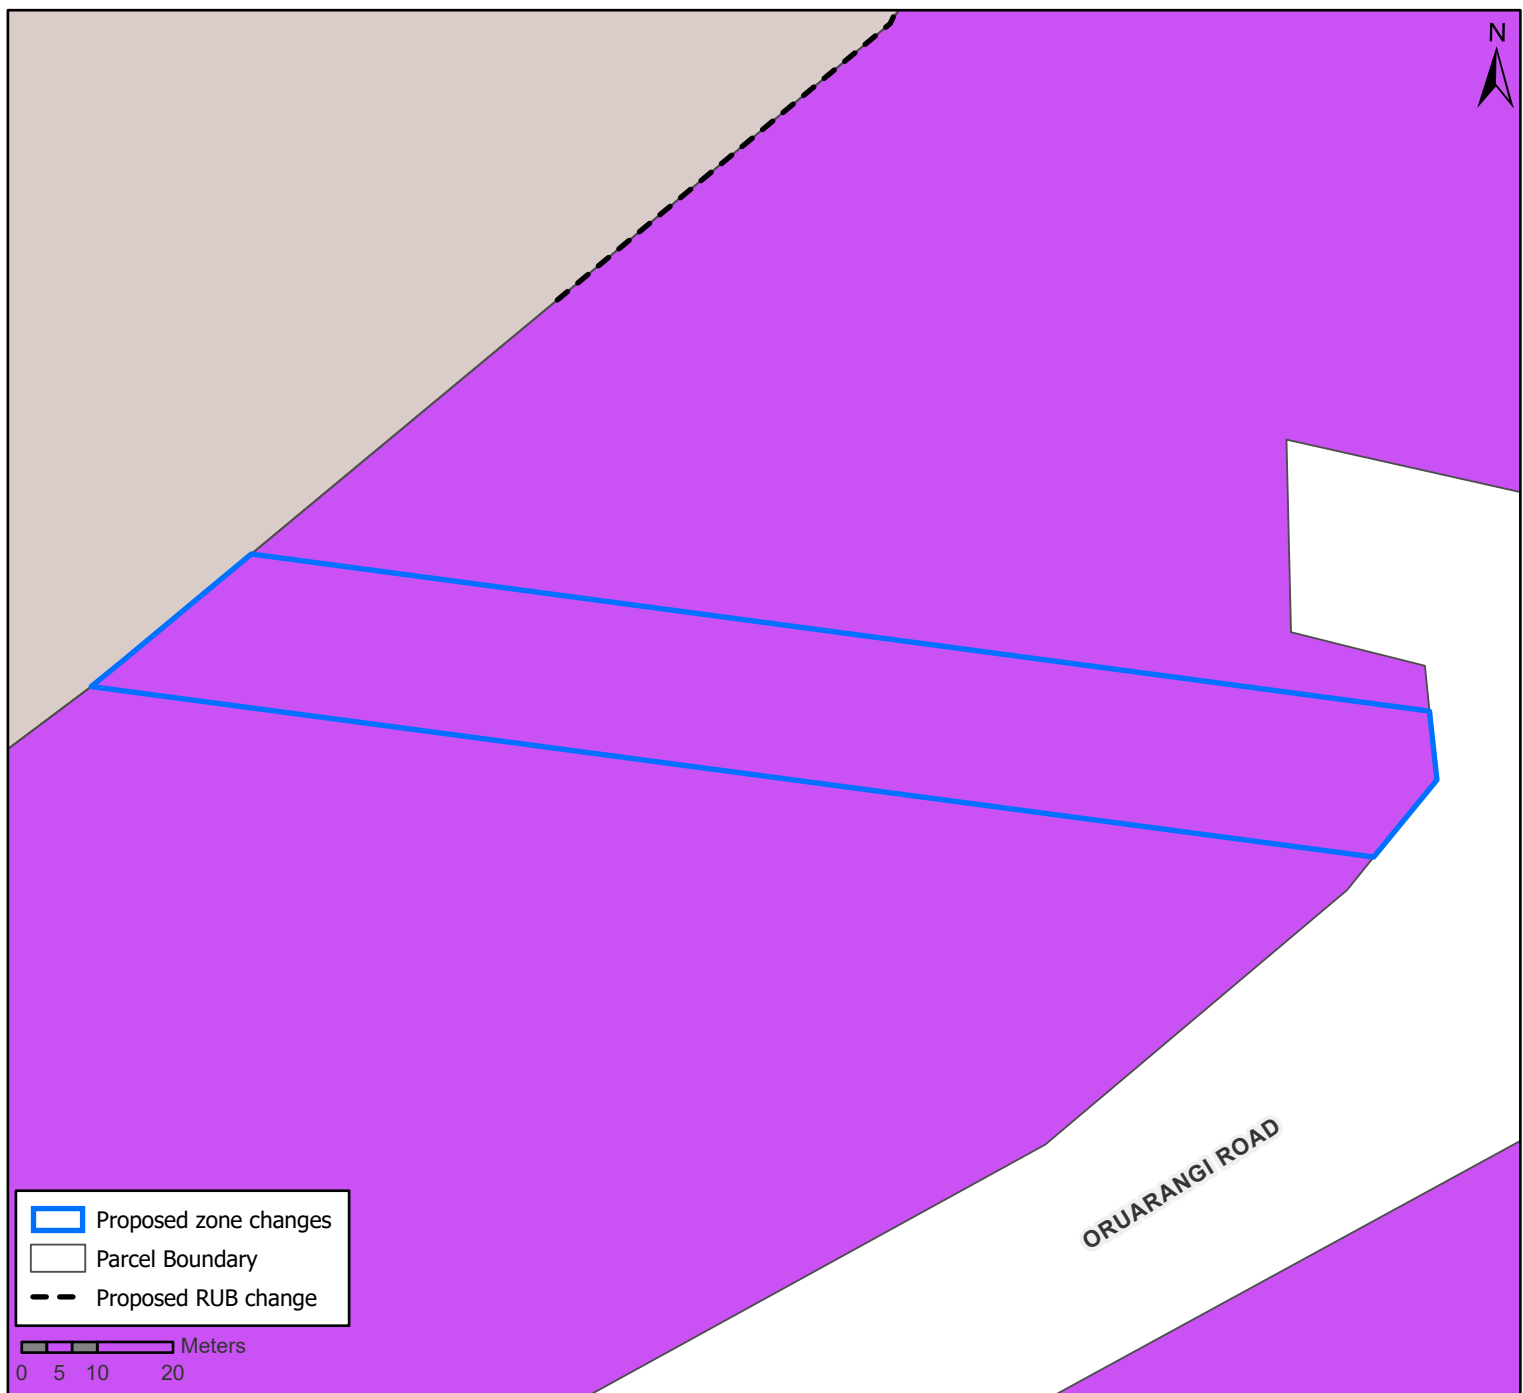 N
ORUARANGI ROAD
Proposed zone changes
Parcel Boundary
Proposed RUB change
Meters
0 5 10 20